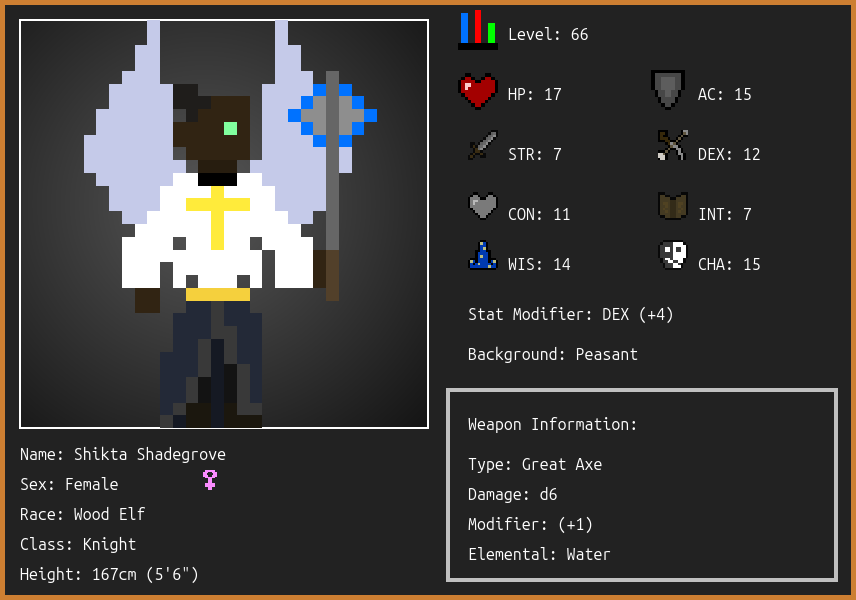 Level: 66
HP: 17
AC: 15
STR: 7
DEX: 12
CON: 11
INT: 7
WIS: 14
CHA: 15
Stat Modifier: DEX (+4)
Background: Peasant
Weapon Information:
Type: Great Axe
Damage: d6
Modifier: (+1)
Elemental: Water
Name: Shikta Shadegrove
Sex: Female
Race: Wood Elf
Class: Knight
Height: 167cm (5'6")